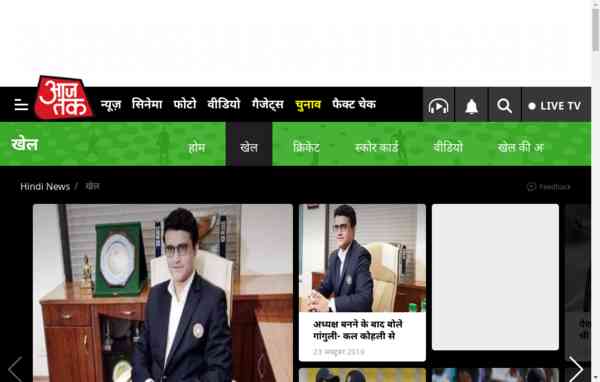 आज
तक
न्यूज़ सिनेमा फोटो वीडियो गैजेट्स चुनाव फैक्ट चेक
LIVE TV
खेल
होम खेल क्रिकेट स्कोर कार्ड वीडियो खेल की अ
Hindi News / खेल
Feedback
अध्यक्ष बनने के बाद बोले
गांगुली- कल कोहली से
23 अक्टूबर 2019